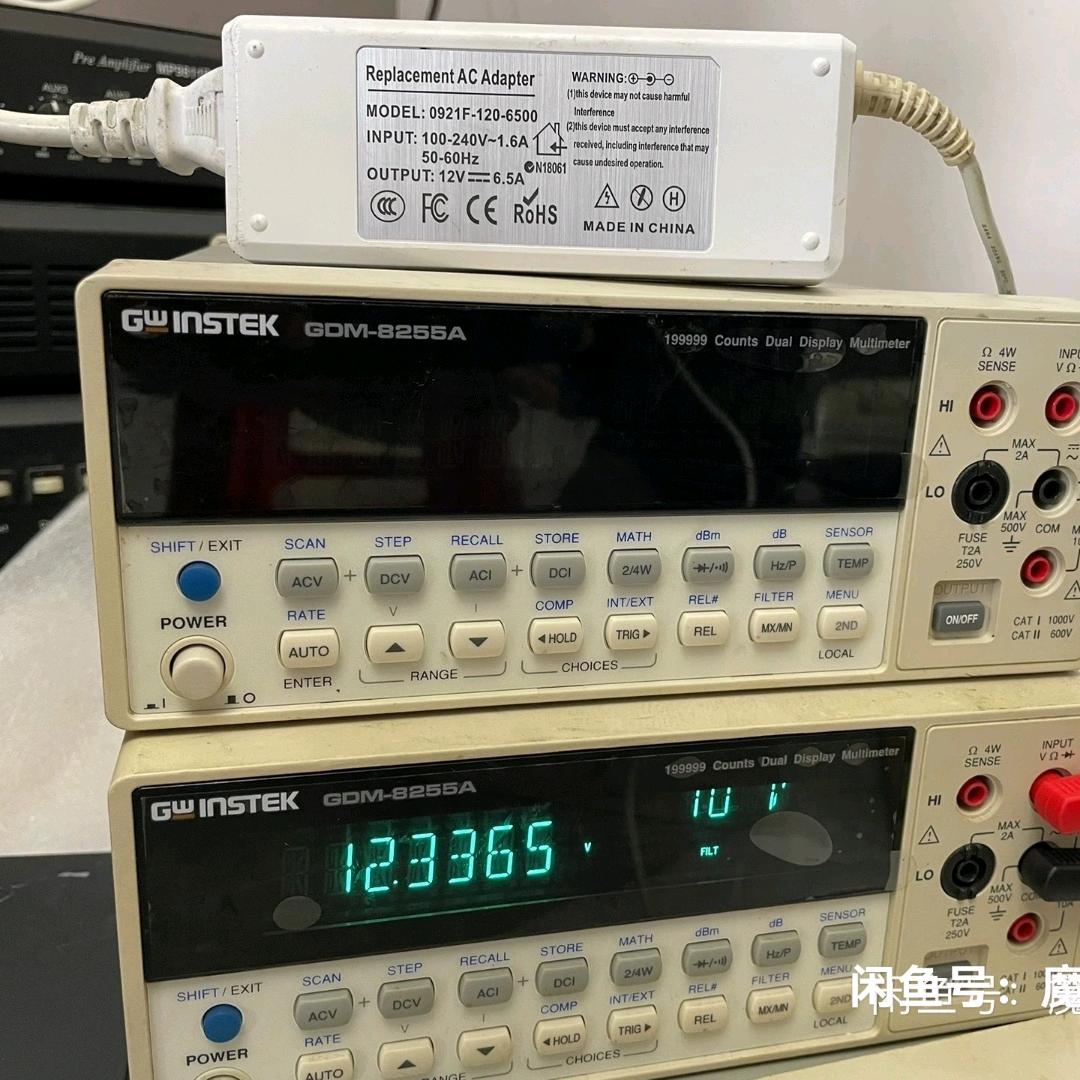 Pre Amplifier
AUX3
Replacement AC Adapter
MODEL: 0921F-120-6500
INPUT: 100-240V~1.6A
50-60Hz
OUTPUT: 12V 6.5A
N18061
WARNING:
(1)this device may not cause harmful
Interference
(2)this device must accept any interference
received, including interference that may
cause undesired operation.
CCC FC CE RoHS
H
MADE IN CHINA
GWINSTEK GDM-8255A
199999 Counts Dual Display Multimeter
Ω 4W
SENSE
HI
MAX
2A
LO
MAX
500V
COM
FUSE
T2A
250V
OUTPUT
ON/OFF
CAT I 1000V
CAT II 600V
SHIFT / EXIT
SCAN STEP RECALL STORE MATH dBm dB SENSOR
ACV + DCV ACI + DCI 2/4W Hz/P TEMP
V I
POWER
RATE COMP INT/EXT REL# FILTER MENU
AUTO HOLD TRIG REL MX/MN 2ND
ENTER RANGE CHOICES LOCAL
I O
GWINSTEK GDM-8255A
199999 Counts Dual Display Multimeter
12.3365 V
10 V
FILT
Ω 4W
SENSE
INPUT
V Ω
HI
MAX
2A
LO
MAX
500V
FUSE
T2A
250V
10A
SHIFT / EXIT
SCAN STEP RECALL STORE MATH dBm dB SENSOR
ACV + DCV ACI + DCI 2/4W Hz/P TEMP
V I
POWER
RATE COMP INT/EXT REL# FILTER MENU
AUTO HOLD TRIG REL MX/MN 2ND
RANGE CHOICES LOCAL
闲鱼号：魔